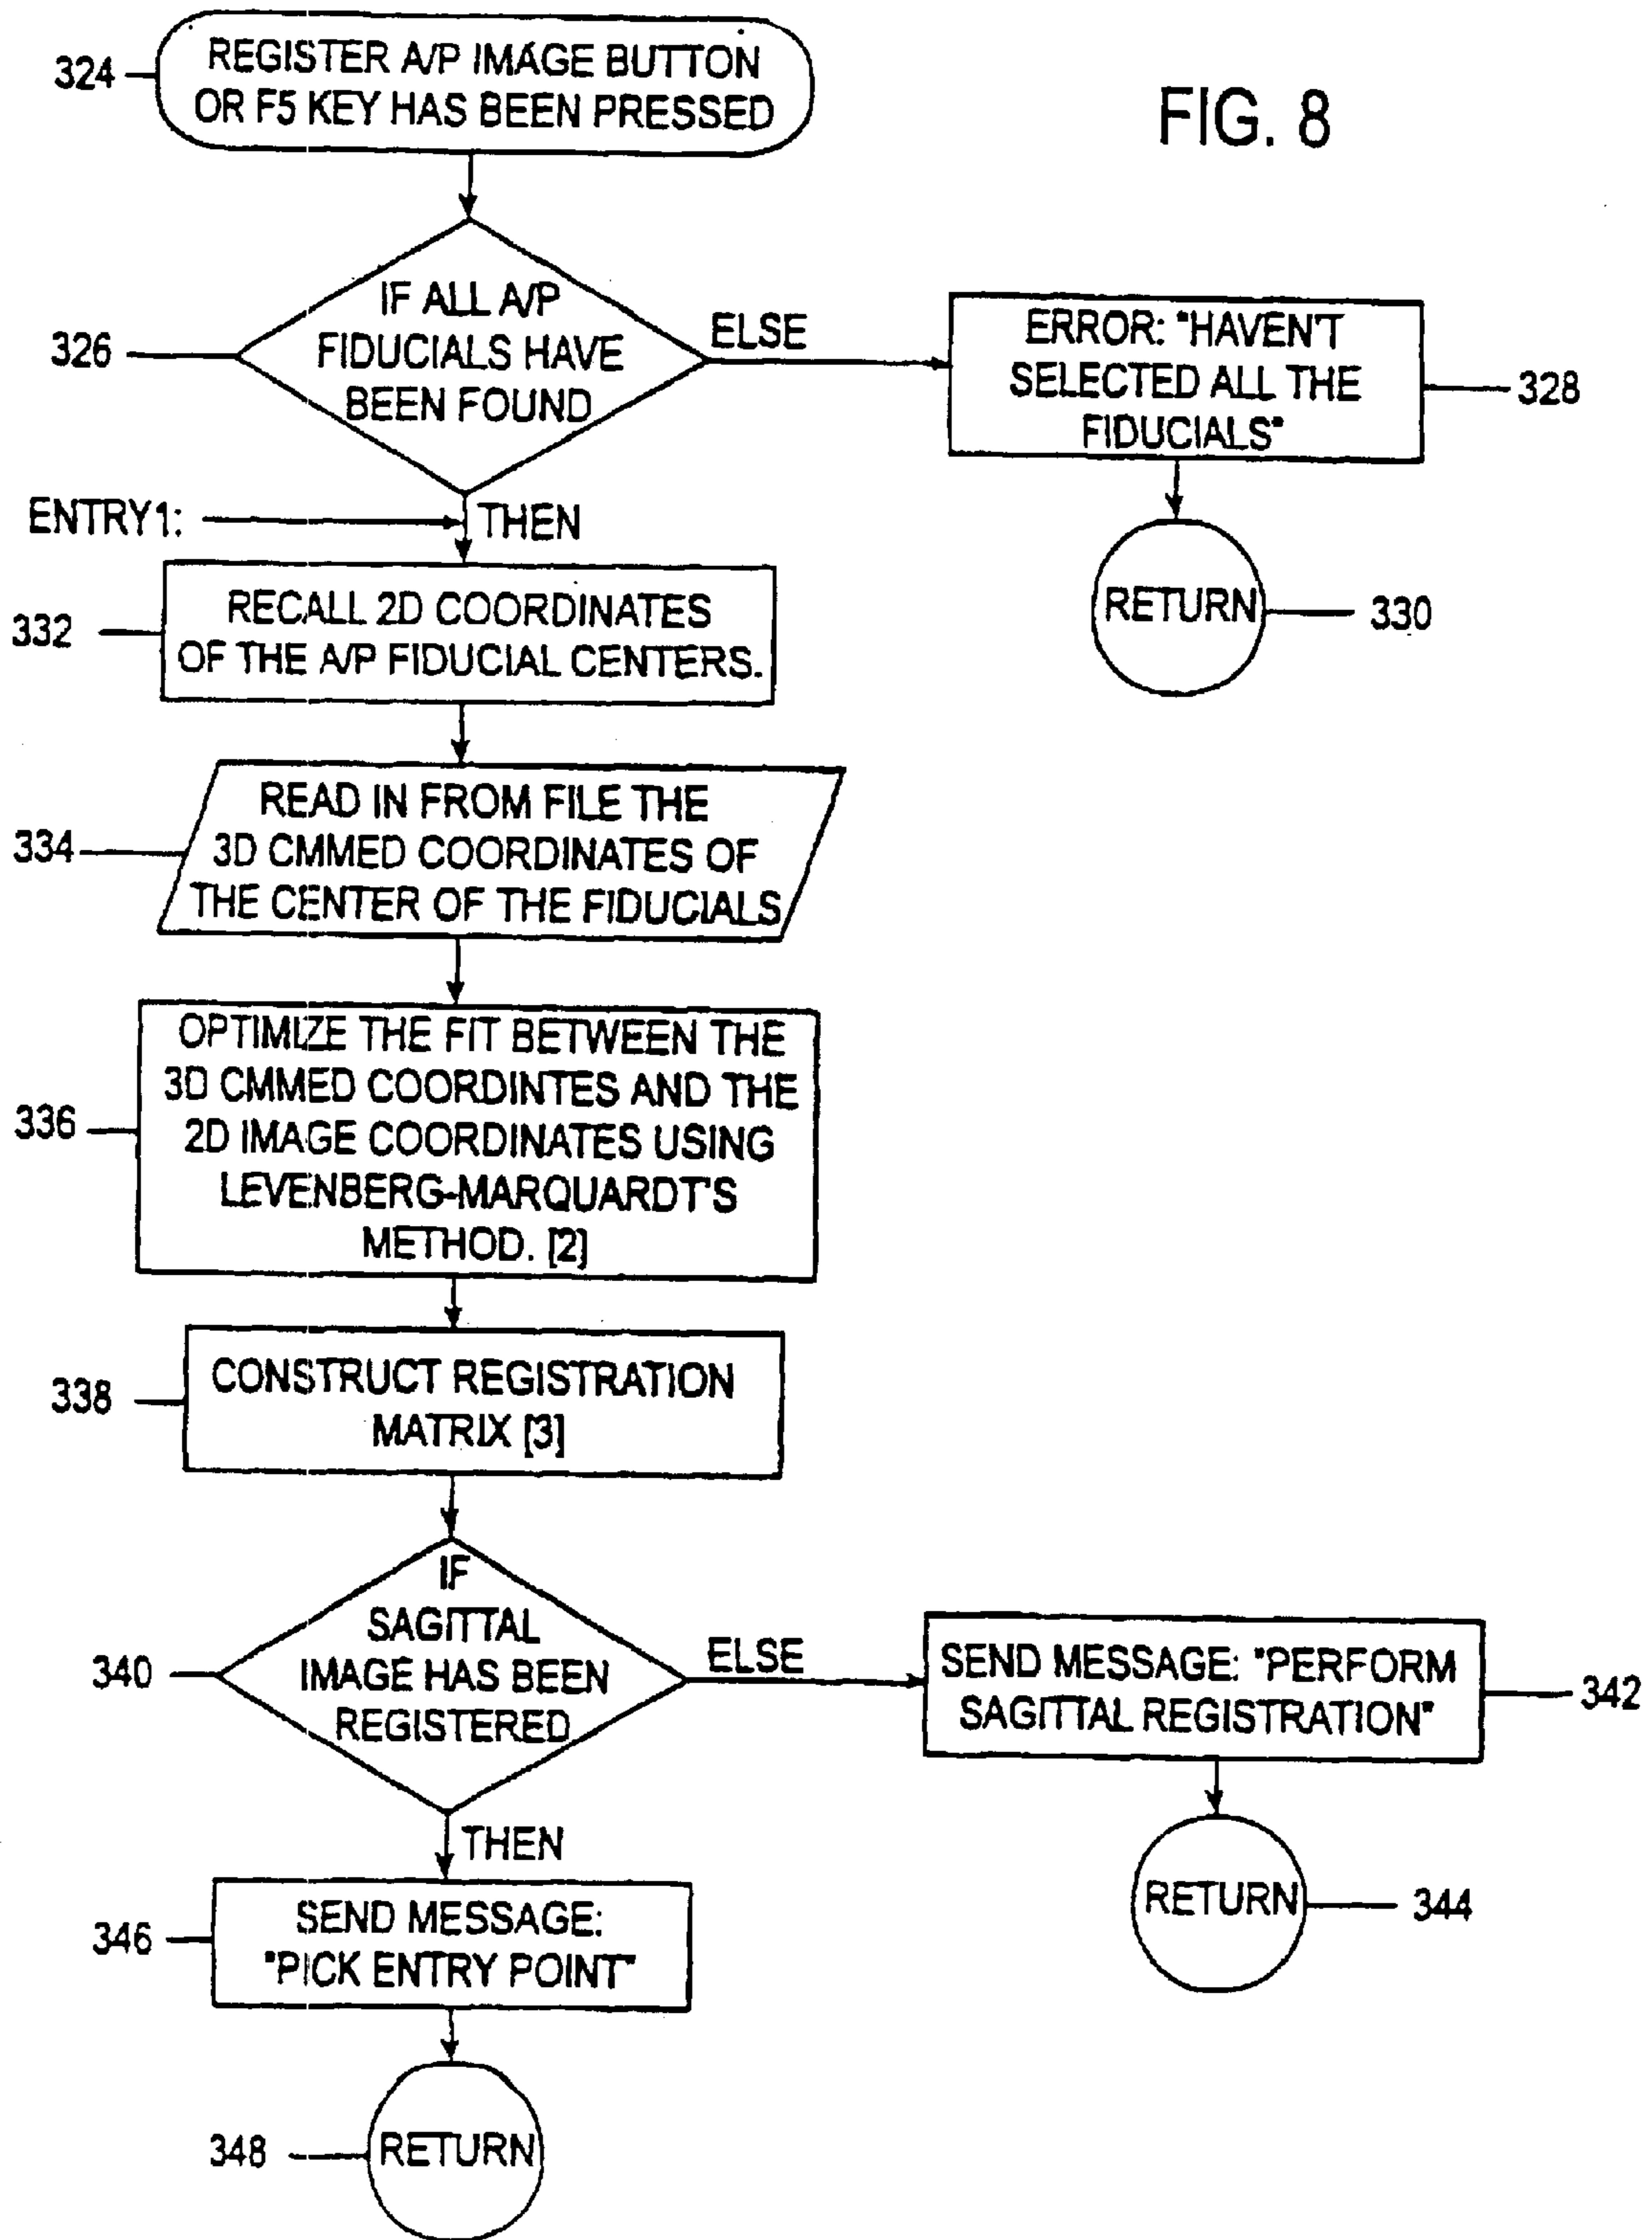 324
REGISTER A/P IMAGE BUTTON
OR F5 KEY HAS BEEN PRESSED
FIG. 8
326
IF ALL A/P
FIDUCIALS HAVE
BEEN FOUND
ELSE
ERROR: "HAVEN'T
SELECTED ALL THE
FIDUCIALS"
328
RETURN
330
ENTRY1:
THEN
332
RECALL 2D COORDINATES
OF THE A/P FIDUCIAL CENTERS.
334
READ IN FROM FILE THE
3D CMMED COORDINATES OF
THE CENTER OF THE FIDUCIALS
336
OPTIMIZE THE FIT BETWEEN THE
3D CMMED COORDINTES AND THE
2D IMAGE COORDINATES USING
LEVENBERG-MARQUARDT'S
METHOD. [2]
338
CONSTRUCT REGISTRATION
MATRIX [3]
340
IF
SAGITTAL
IMAGE HAS BEEN
REGISTERED
ELSE
SEND MESSAGE: "PERFORM
SAGITTAL REGISTRATION"
342
RETURN
344
THEN
346
SEND MESSAGE:
"PICK ENTRY POINT"
348
RETURN